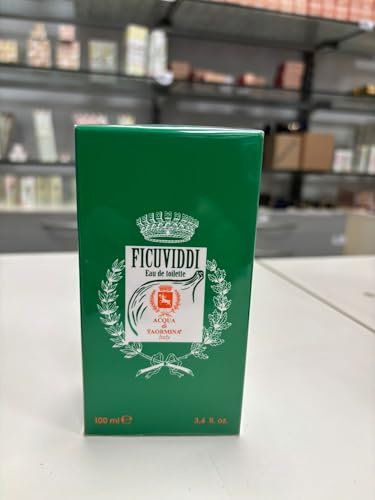 FICUVIDDI
Eau de toilette
ACQUA
di
TAORMINA®
Italy
100 ml ℮ 3.4 fl. oz.